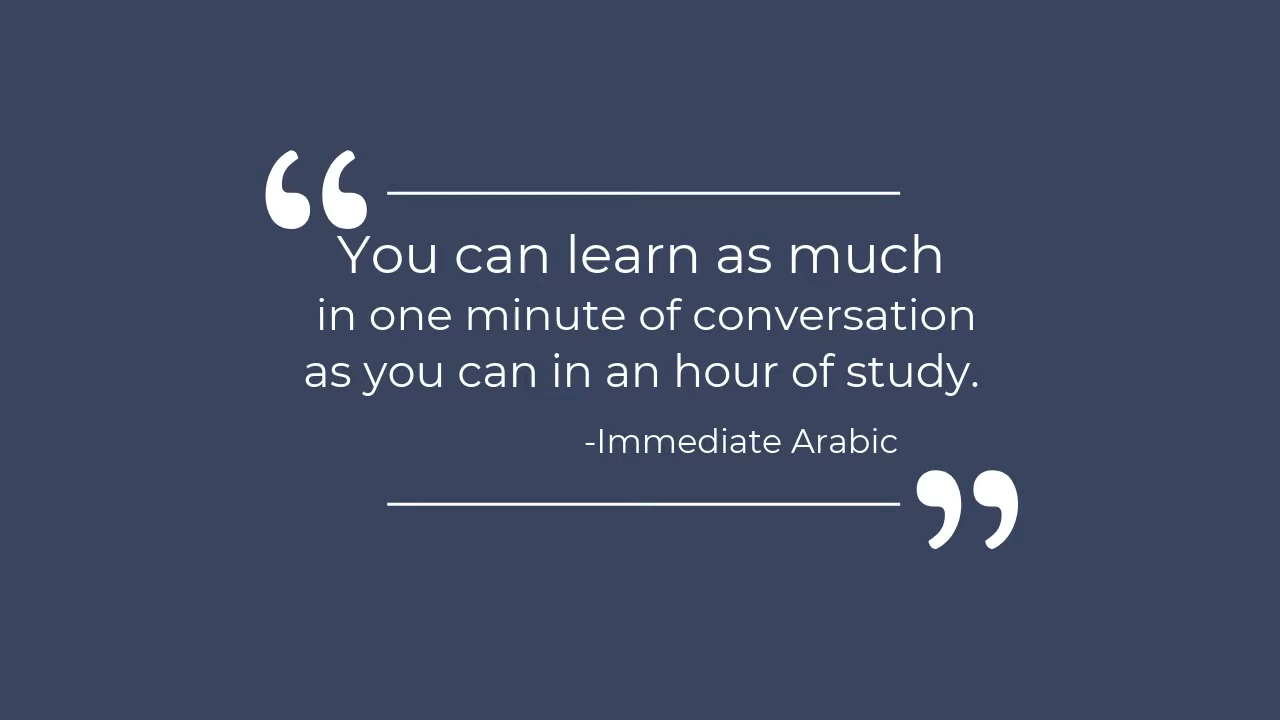 “
You can learn as much
in one minute of conversation
as you can in an hour of study.
-Immediate Arabic
”